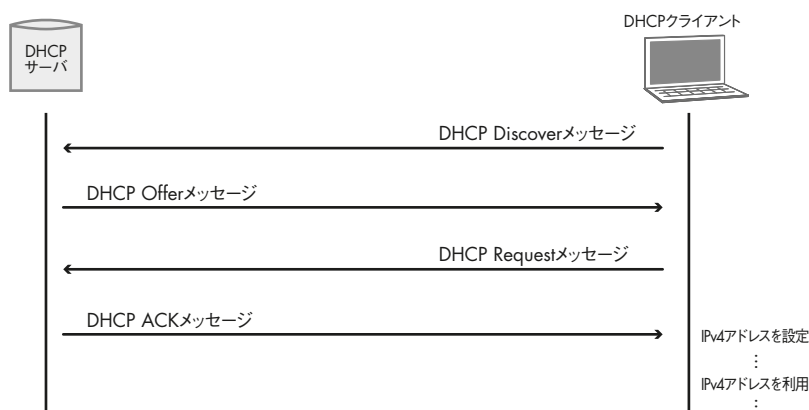 DHCPクライアント
DHCP
サーバ
DHCP Discoverメッセージ
DHCP Offerメッセージ
DHCP Requestメッセージ
DHCP ACKメッセージ
IPv4アドレスを設定
⋮
IPv4アドレスを利用
⋮